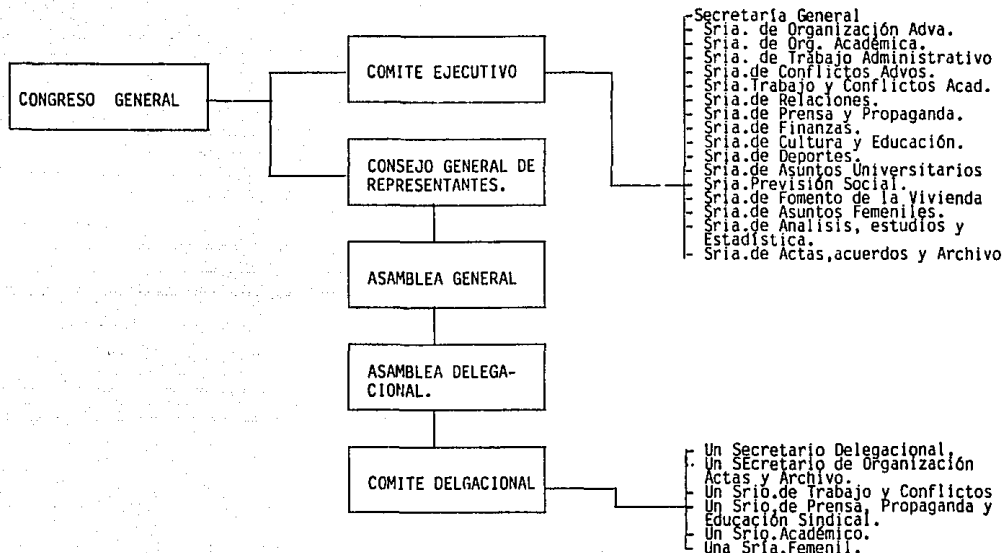 CONGRESO GENERAL
COMITE EJECUTIVO
Secretaría General
Sria. de Organización Adva.
Sria. de Org. Académica.
Sria. de Trabajo Administrativo
Sria.de Conflictos Advos.
Sria.Trabajo y Conflictos Acad.
Sria.de Relaciones.
Sria.de Prensa y Propaganda.
Sria.de Finanzas.
Sria.de Cultura y Educación.
Sria.de Deportes.
Sria.de Asuntos Universitarios
Sria.Previsión Social.
Sria.de Fomento de la Vivienda
Sria.de Asuntos Femeniles.
Sria.de Analisis, estudios y
Estadística.
Sria.de Actas,acuerdos y Archivo
CONSEJO GENERAL DE
REPRESENTANTES.
ASAMBLEA GENERAL
ASAMBLEA DELEGA-
CIONAL.
COMITE DELGACIONAL
Un Secretario Delegacional,
Un SEcretario de Organización
Actas y Archivo.
Un Srio.de Trabajo y Conflictos
Un Srio.de Prensa, Propaganda y
Educación Sindical.
Un Srio.Académico.
Una Sria.Femenil.